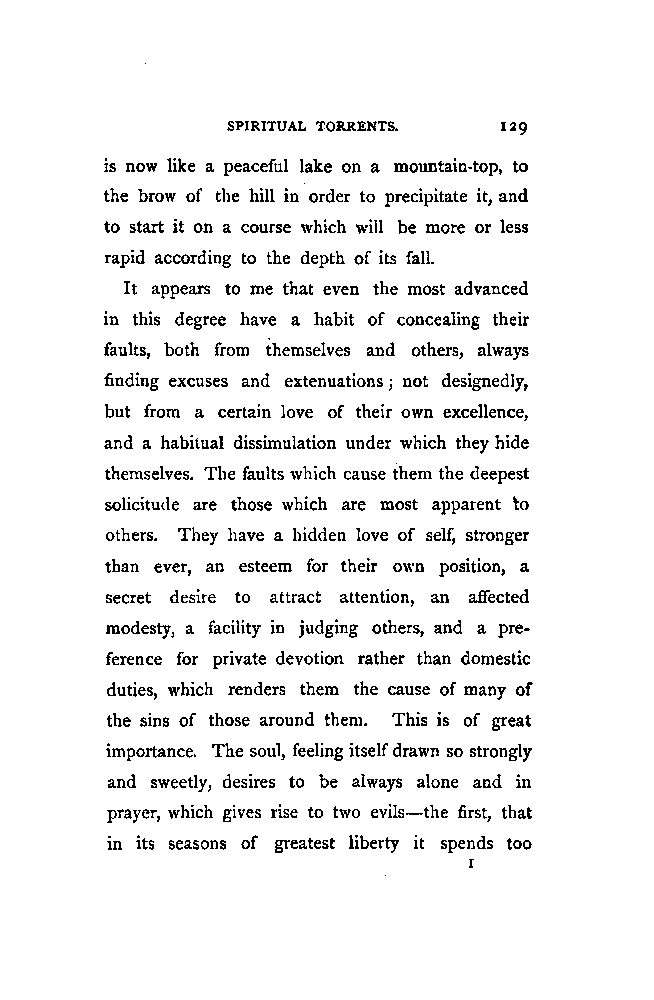 SPIRITUAL TORRENTS. 129
is now like a peaceful lake on a mountain-top, to
the brow of the hill in order to precipitate it, and
to start it on a course which will be more or less
rapid according to the depth of its fall.
It appears to me that even the most advanced
in this degree have a habit of concealing their
faults, both from themselves and others, always
finding excuses and extenuations; not designedly,
but from a certain love of their own excellence,
and a habitual dissimulation under which they hide
themselves. The faults which cause them the deepest
solicitude are those which are most apparent to
others. They have a hidden love of self, stronger
than ever, an esteem for their own position, a
secret desire to attract attention, an affected
modesty, a facility in judging others, and a pre-
ference for private devotion rather than domestic
duties, which renders them the cause of many of
the sins of those around them. This is of great
importance. The soul, feeling itself drawn so strongly
and sweetly, desires to be always alone and in
prayer, which gives rise to two evils—the first, that
in its seasons of greatest liberty it spends too
I